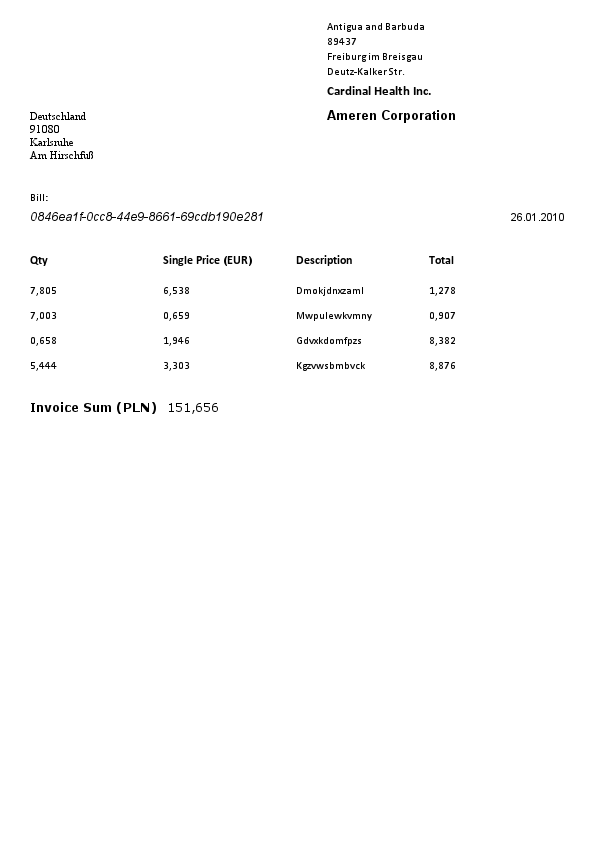 Antigua and Barbuda
89437
Freiburg im Breisgau
Deutz-Kalker Str.
Cardinal Health Inc.
Ameren Corporation
Deutschland
91080
Karlsruhe
Am Hirschfuß
Bill:
0846ea1f-0cc8-44e9-8661-69cdb190e281 26.01.2010
Qty Single Price (EUR) Description Total
7,805 6,538 Dmokjdnxzaml 1,278
7,003 0,659 Mwpulewkvmny 0,907
0,658 1,946 Gdvxkdomfpzs 8,382
5,444 3,303 Kgzvwsbmbvck 8,876
Invoice Sum (PLN) 151,656